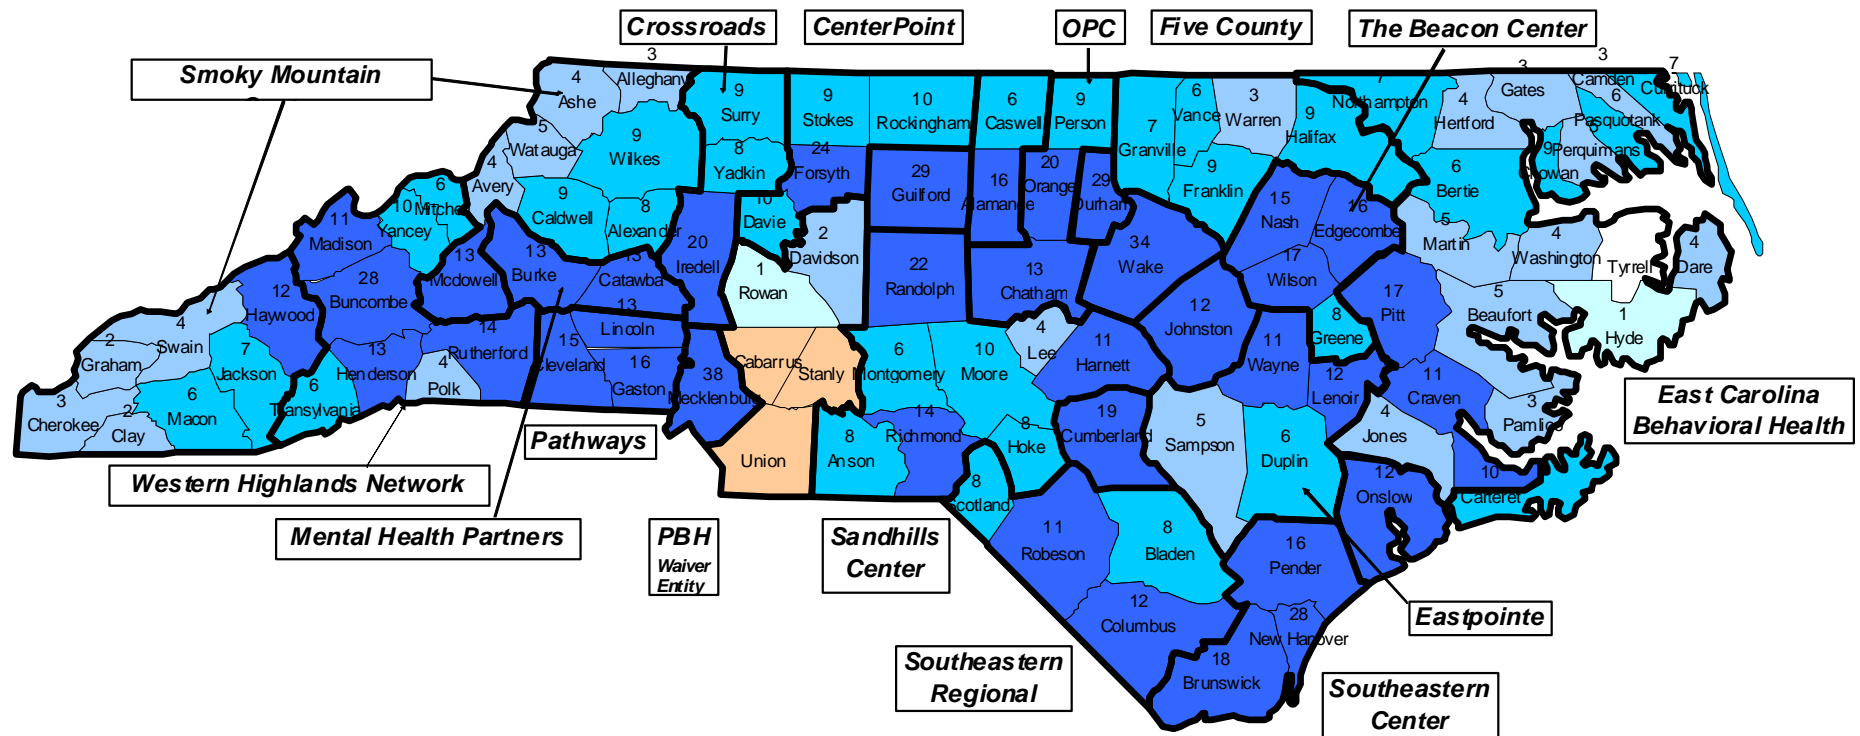 Crossroads
CenterPoint
OPC
Five County
The Beacon Center
Smoky Mountain
4
Ashe
3
Alleghany
9
Surry
9
Stokes
10
Rockingham
6
Caswell
9
Person
7
Granville
6
Vance
3
Warren
9
Halifax
7
Northampton
4
Hertford
3
Gates
3
Camden
7
Currituck
6
Pasquotank
5
Perquimans
9
Chowan
5
Watauga
9
Wilkes
8
Yadkin
24
Forsyth
29
Guilford
16
Alamance
20
Orange
29
Durham
9
Franklin
15
Nash
16
Edgecombe
6
Bertie
4
Avery
6
Mitchell
10
Yancey
9
Caldwell
8
Alexander
20
Iredell
10
Davie
2
Davidson
22
Randolph
13
Chatham
34
Wake
17
Wilson
5
Martin
4
Washington
Tyrrell
4
Dare
11
Madison
28
Buncombe
13
Mcdowell
13
Burke
13
Catawba
1
Rowan
12
Haywood
4
Swain
2
Graham
7
Jackson
13
Henderson
14
Rutherford
4
Polk
15
Cleveland
13
Lincoln
16
Gaston
38
Mecklenburg
Cabarrus
Stanly
6
Montgomery
10
Moore
4
Lee
11
Harnett
12
Johnston
11
Wayne
8
Greene
17
Pitt
5
Beaufort
1
Hyde
3
Cherokee
2
Clay
6
Macon
6
Transylvania
Union
8
Anson
14
Richmond
8
Hoke
19
Cumberland
5
Sampson
6
Duplin
12
Lenoir
11
Craven
4
Jones
3
Pamlico
10
Carteret
12
Onslow
8
Scotland
11
Robeson
8
Bladen
16
Pender
12
Columbus
28
New Hanover
18
Brunswick
East Carolina
Behavioral Health
Pathways
Western Highlands Network
Mental Health Partners
PBH
Waiver
Entity
Sandhills
Center
Eastpointe
Southeastern
Regional
Southeastern
Center